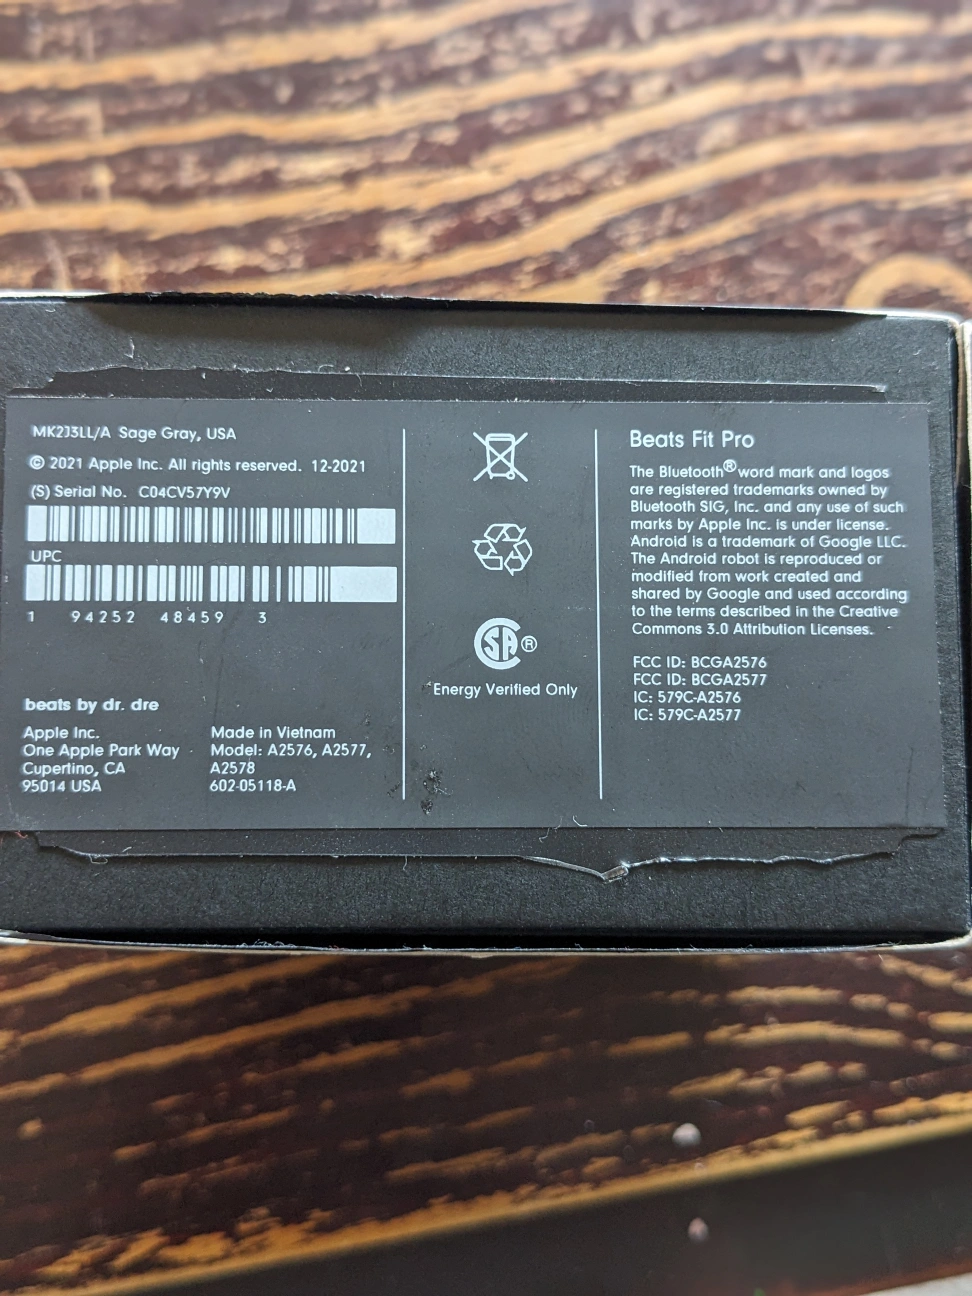 MK2J3LL/A Sage Gray, USA
© 2021 Apple Inc. All rights reserved. 12-2021
(S) Serial No. C04CV57Y9V
UPC
1 94252 48459 3
beats by dr. dre
Apple Inc.
One Apple Park Way
Cupertino, CA
95014 USA
Made in Vietnam
Model: A2576, A2577,
A2578
602-05118-A
SA®
Energy Verified Only
Beats Fit Pro
The Bluetooth® word mark and logos
are registered trademarks owned by
Bluetooth SIG, Inc. and any use of such
marks by Apple Inc. is under license.
Android is a trademark of Google LLC.
The Android robot is reproduced or
modified from work created and
shared by Google and used according
to the terms described in the Creative
Commons 3.0 Attribution Licenses.
FCC ID: BCGA2576
FCC ID: BCGA2577
IC: 579C-A2576
IC: 579C-A2577